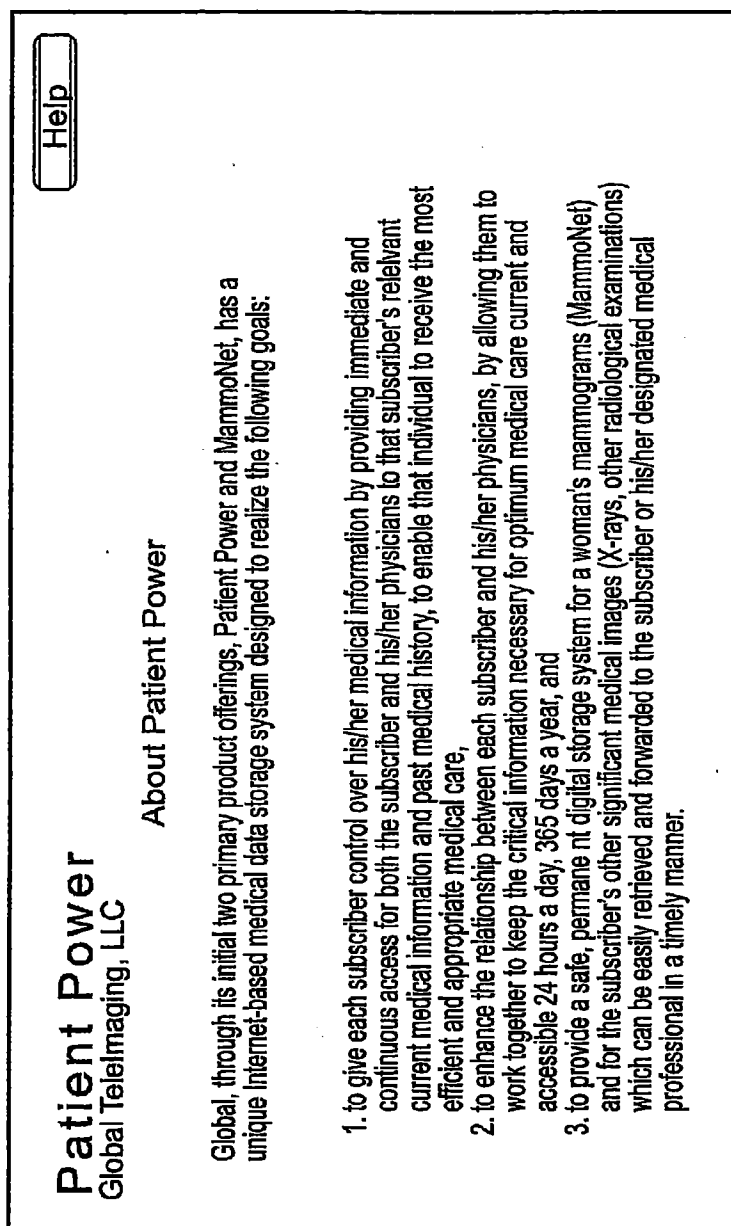 Patient Power
Global TeleImaging, LLC
Help
About Patient Power
Global, through its initial two primary product offerings, Patient Power and MammoNet, has a
unique Internet-based medical data storage system designed to realize the following goals:
1. to give each subscriber control over his/her medical information by providing immediate and
continuous access for both the subscriber and his/her physicians to that subscriber's relelvant
current medical information and past medical history, to enable that individual to receive the most
efficient and appropriate medical care,
2. to enhance the relationship between each subscriber and his/her physicians, by allowing them to
work together to keep the critical information necessary for optimum medical care current and
accessible 24 hours a day, 365 days a year, and
3. to provide a safe, permane nt digital storage system for a woman's mammograms (MammoNet)
and for the subscriber's other significant medical images (X-rays, other radiological examinations)
which can be easily retrieved and forwarded to the subscriber or his/her designated medical
professional in a timely manner.